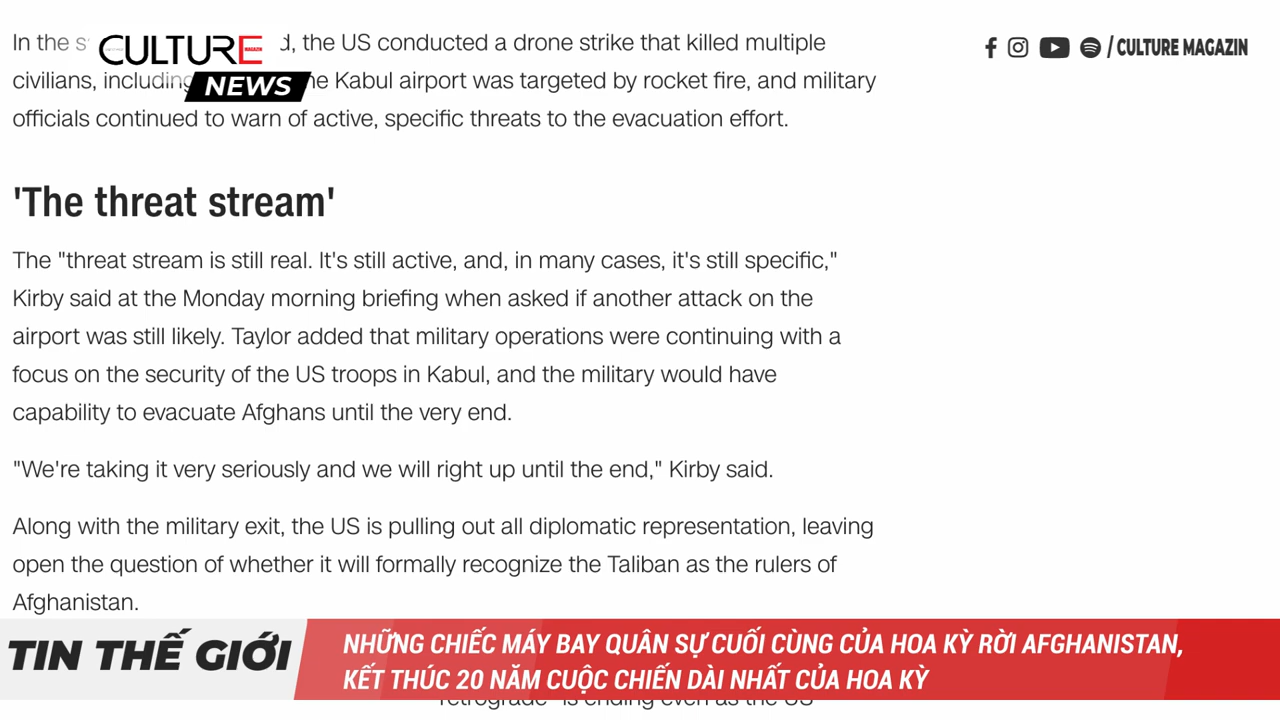 In the s
d, the US conducted a drone strike that killed multiple
CULTURE
MAGAZIN
/ CULTURE MAGAZIN
civilians, including
NEWS
he Kabul airport was targeted by rocket fire, and military
officials continued to warn of active, specific threats to the evacuation effort.
'The threat stream'
The "threat stream is still real. It's still active, and, in many cases, it's still specific,"
Kirby said at the Monday morning briefing when asked if another attack on the
airport was still likely. Taylor added that military operations were continuing with a
focus on the security of the US troops in Kabul, and the military would have
capability to evacuate Afghans until the very end.
"We're taking it very seriously and we will right up until the end," Kirby said.
Along with the military exit, the US is pulling out all diplomatic representation, leaving
open the question of whether it will formally recognize the Taliban as the rulers of
Afghanistan.
TIN THẾ GIỚI
NHỮNG CHIẾC MÁY BAY QUÂN SỰ CUỐI CÙNG CỦA HOA KỲ RỜI AFGHANISTAN,
KẾT THÚC 20 NĂM CUỘC CHIẾN DÀI NHẤT CỦA HOA KỲ
retrograde" is ending even as the US